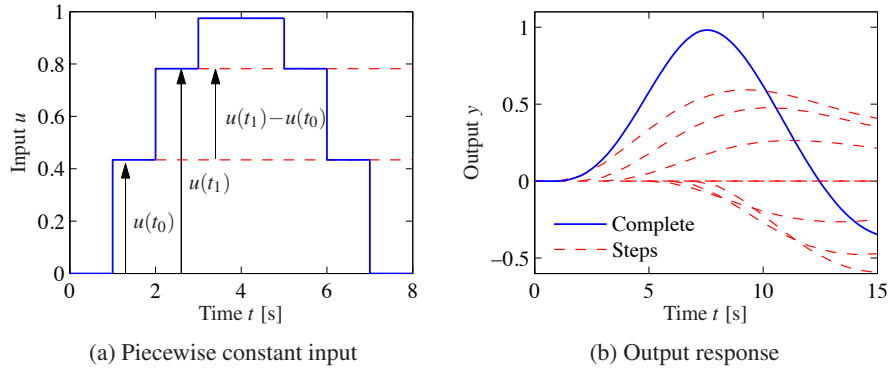 1
0.8
0.6
0.4
0.2
0
Input u
u(t₁)−u(t₀)
u(t₁)
u(t₀)
0 2 4 6 8
Time t [s]
(a) Piecewise constant input
1
0.5
0
−0.5
Output y
Complete
Steps
0 5 10 15
Time t [s]
(b) Output response